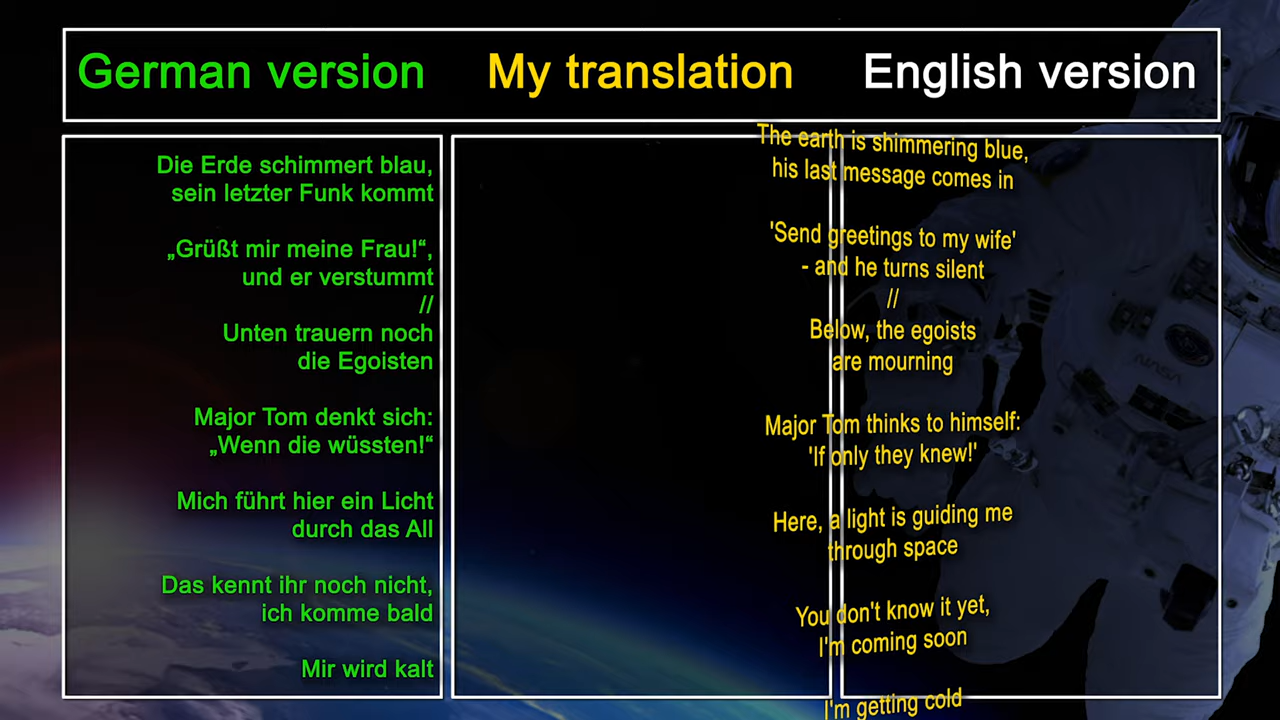 German version
My translation
English version
Die Erde schimmert blau,
sein letzter Funk kommt
„Grüßt mir meine Frau!“,
und er verstummt
//
Unten trauern noch
die Egoisten
Major Tom denkt sich:
„Wenn die wüssten!“
Mich führt hier ein Licht
durch das All
Das kennt ihr noch nicht,
ich komme bald
Mir wird kalt
The earth is shimmering blue,
his last message comes in
'Send greetings to my wife'
- and he turns silent
//
Below, the egoists
are mourning
Major Tom thinks to himself:
'If only they knew!'
Here, a light is guiding me
through space
You don't know it yet,
I'm coming soon
I'm getting cold
NASA